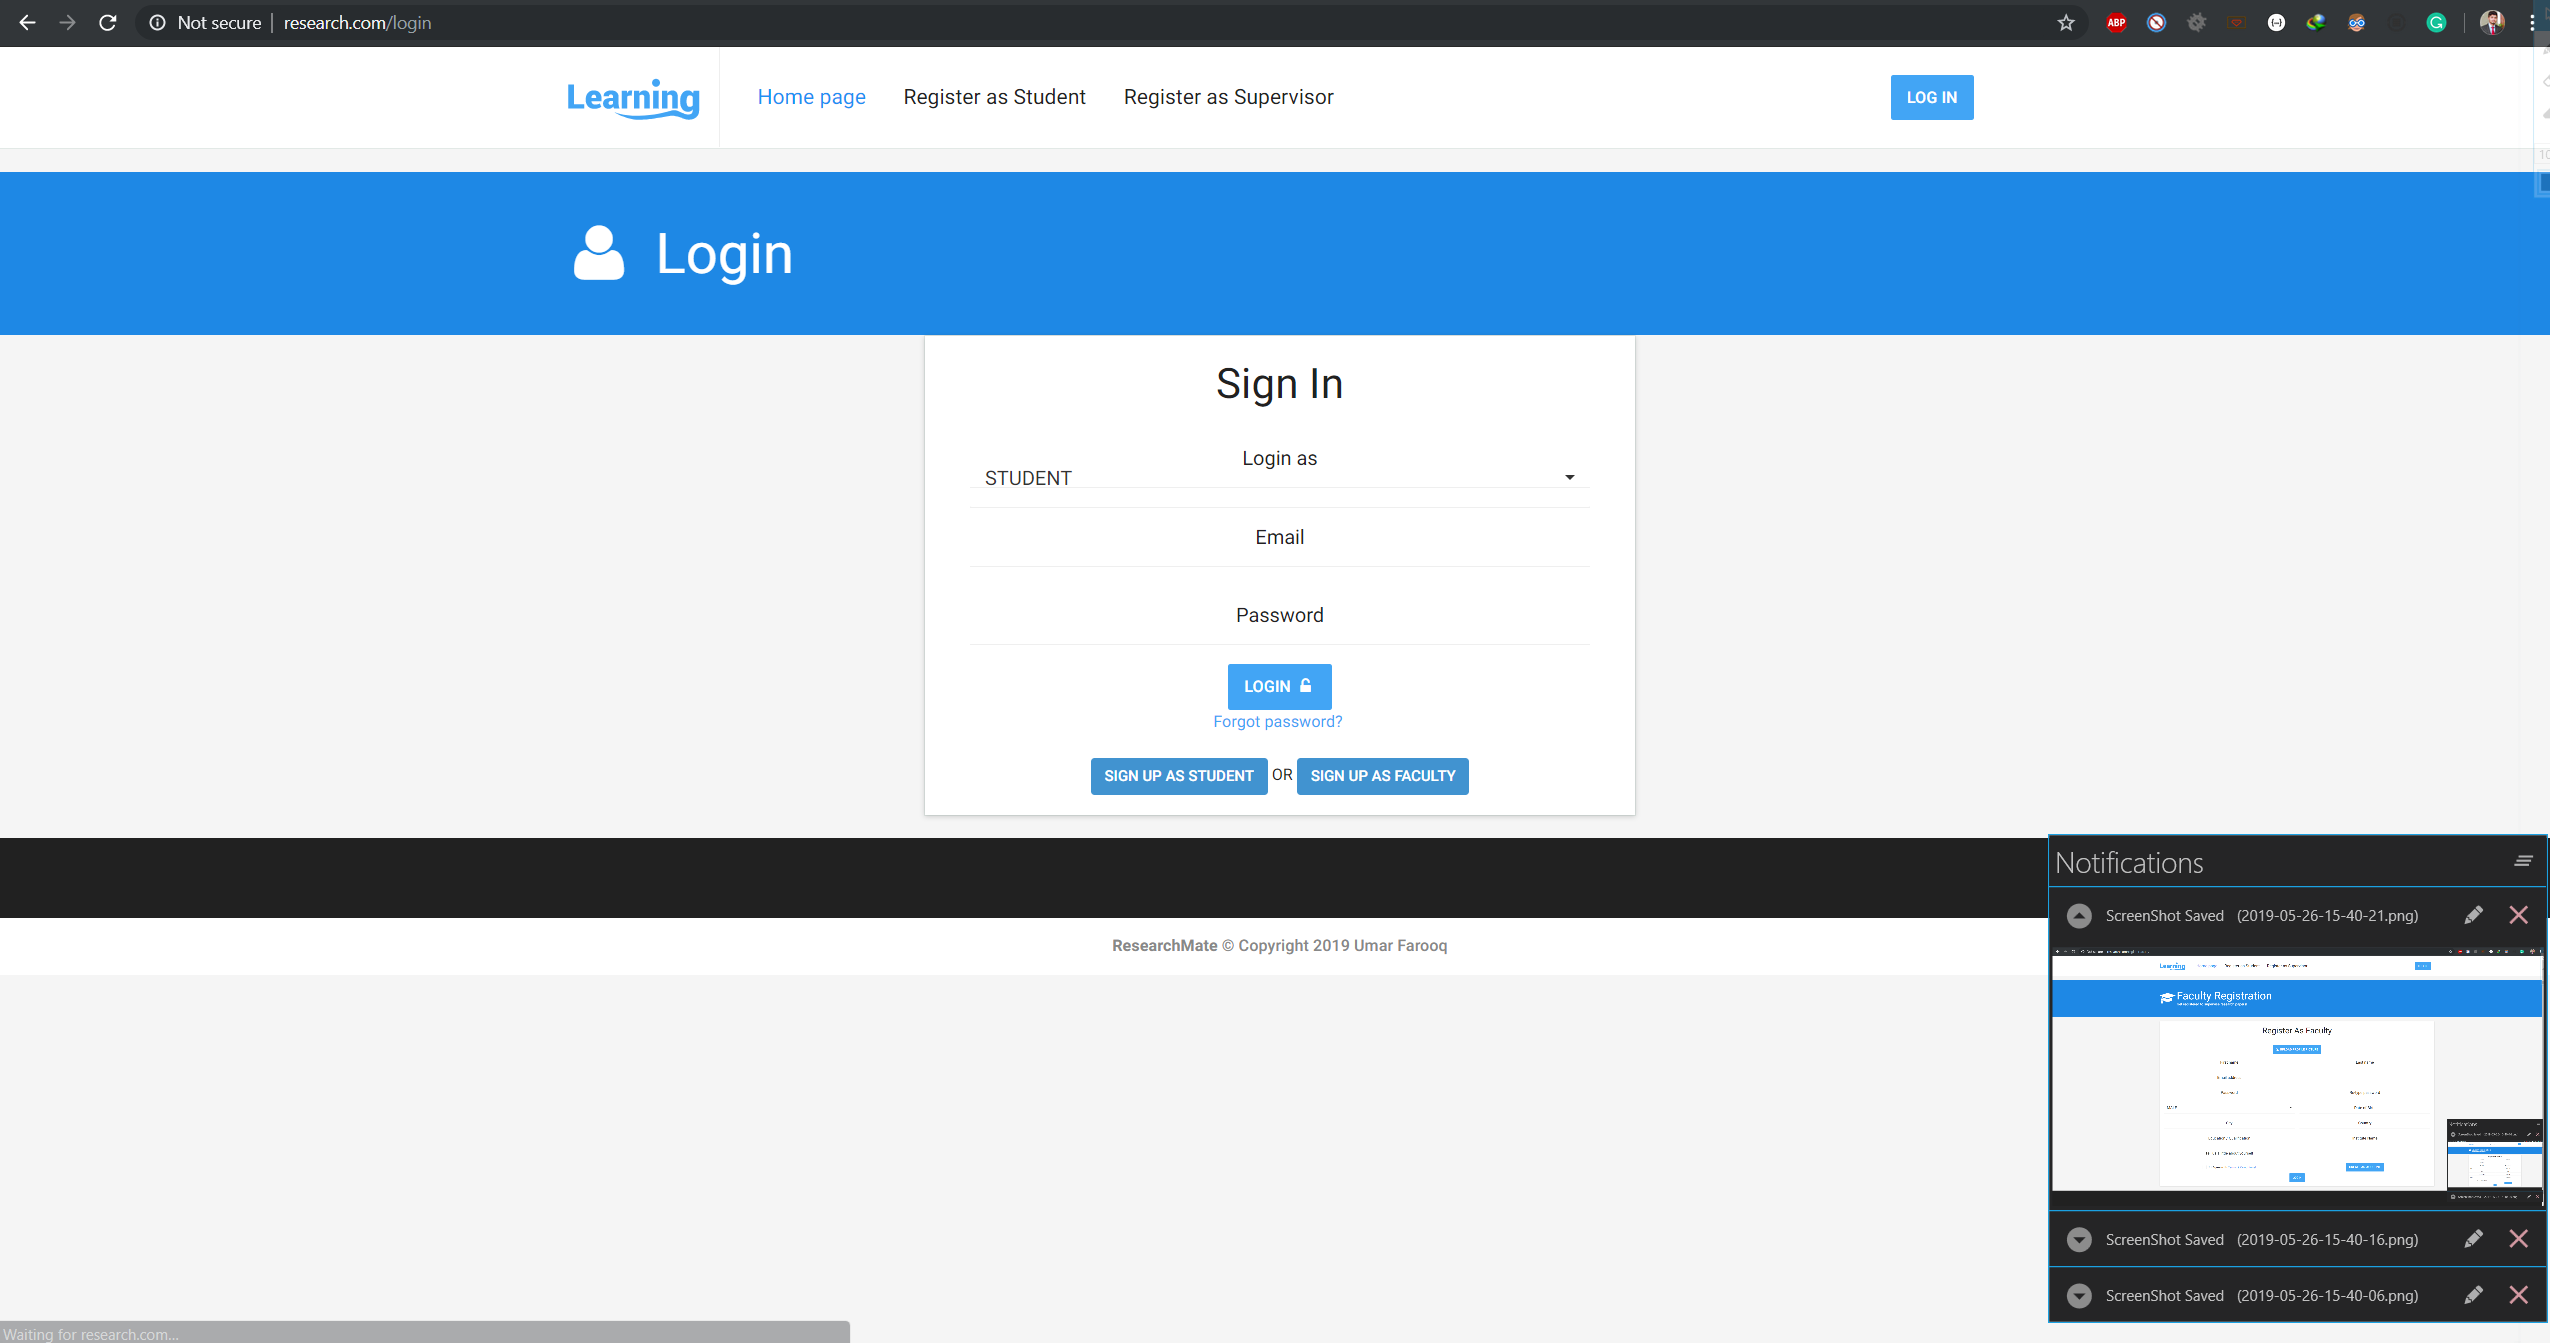 Not secure | research.com/login
ABP
Learning
Home page
Register as Student
Register as Supervisor
LOG IN
Login
Sign In
Login as
STUDENT
Email
Password
LOGIN
Forgot password?
SIGN UP AS STUDENT OR SIGN UP AS FACULTY
ResearchMate © Copyright 2019 Umar Farooq
Notifications
ScreenShot Saved (2019-05-26-15-40-21.png)
Learning
Faculty Registration
Register As Faculty
ScreenShot Saved (2019-05-26-15-40-16.png)
ScreenShot Saved (2019-05-26-15-40-06.png)
Waiting for research.com...